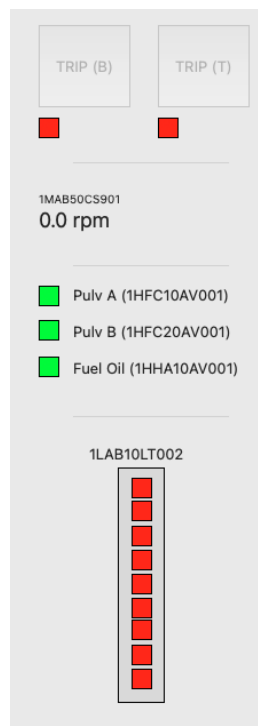 TRIP (B)
TRIP (T)
1MAB50CS901
0.0 rpm
Pulv A (1HFC10AV001)
Pulv B (1HFC20AV001)
Fuel Oil (1HHA10AV001)
1LAB10LT002